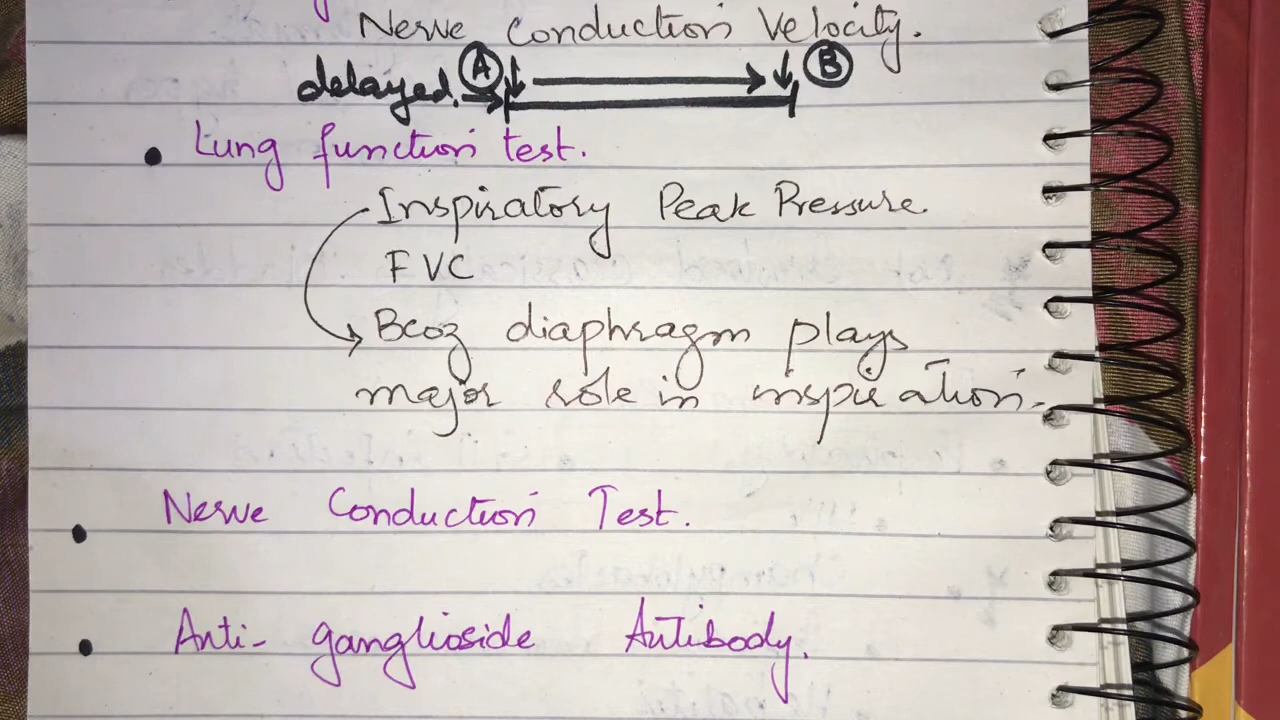 Nerve Conduction Velocity.
delayed. A B
• Lung function test.
Inspiratory Peak Pressure.
FVC
Bcoz diaphragm plays
major role in inspiration.
• Nerve Conduction Test.
• Anti-ganglioside Antibody.